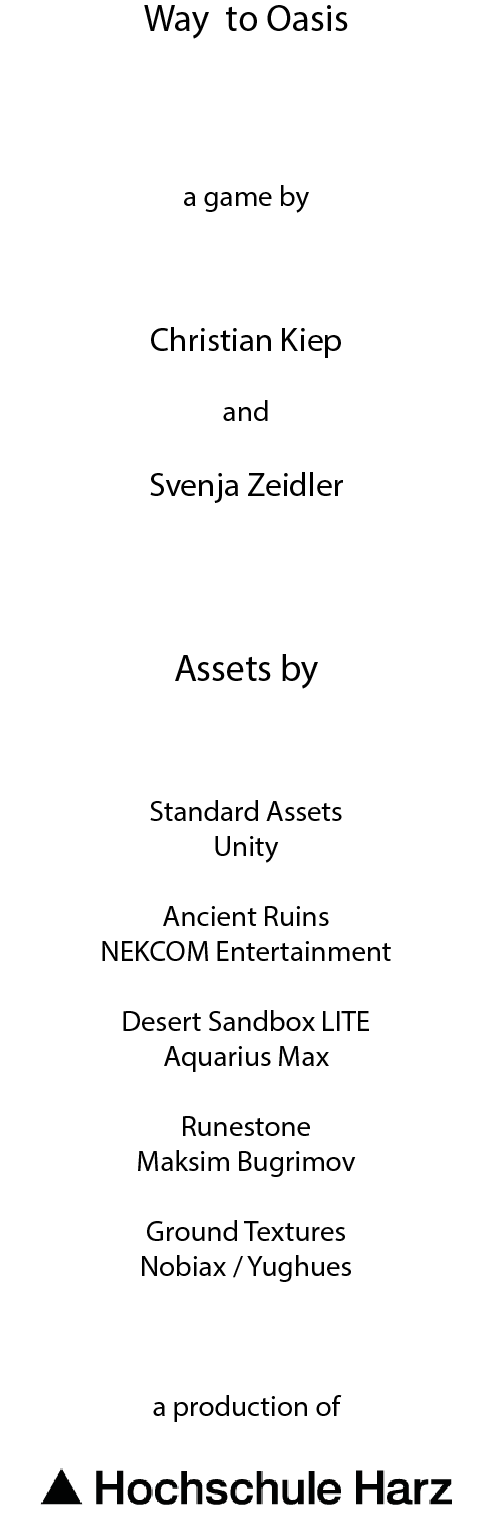 Way  to Oasis
a game by
Christian Kiep
and
Svenja Zeidler
Assets by
Standard Assets
Unity
Ancient Ruins
NEKCOM Entertainment
Desert Sandbox LITE
Aquarius Max
Runestone
Maksim Bugrimov
Ground Textures
Nobiax / Yughues
a production of
Hochschule Harz